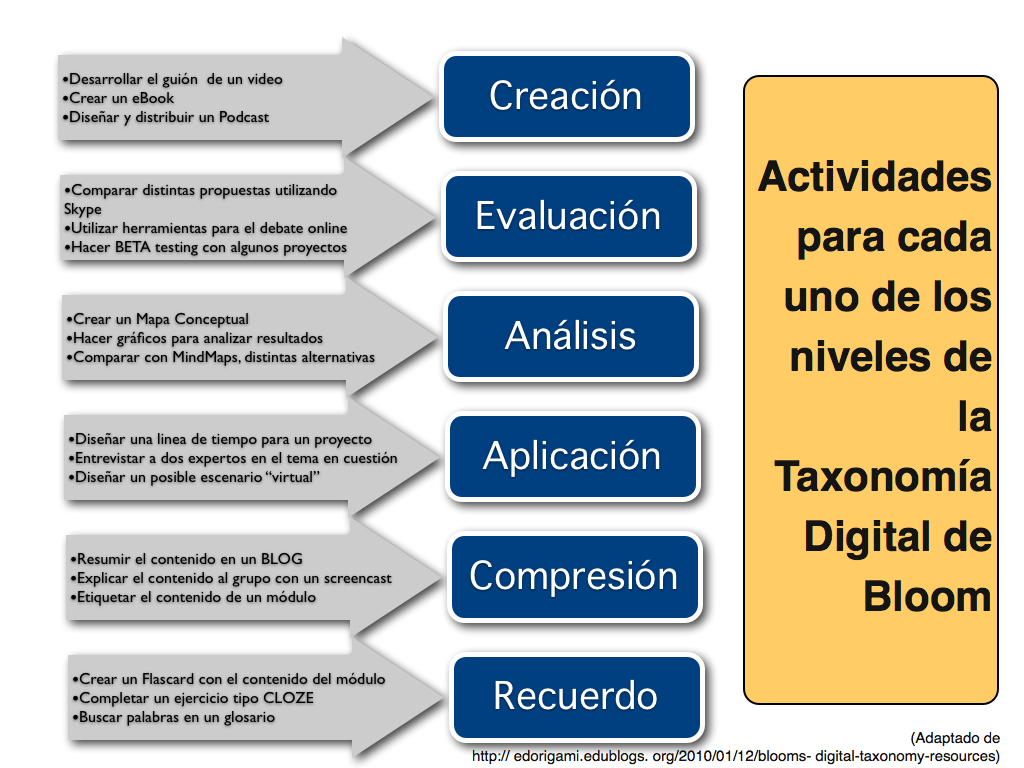 •Desarrollar el guión  de un video
•Crear un eBook
•Diseñar y distribuir un Podcast
Creación
•Comparar distintas propuestas utilizando
Skype
•Utilizar herramientas para el debate online
•Hacer BETA testing con algunos proyectos
Evaluación
•Crear un Mapa Conceptual
•Hacer gráficos para analizar resultados
•Comparar con MindMaps, distintas alternativas
Análisis
•Diseñar una linea de tiempo para un proyecto
•Entrevistar a dos expertos en el tema en cuestión
•Diseñar un posible escenario “virtual”
Aplicación
•Resumir el contenido en un BLOG
•Explicar el contenido al grupo con un screencast
•Etiquetar el contenido de un módulo
Compresión
•Crear un Flascard con el contenido del módulo
•Completar un ejercicio tipo CLOZE
•Buscar palabras en un glosario
Recuerdo
Actividades
para cada
uno de los
niveles de
la
Taxonomía
Digital de
Bloom
(Adaptado de
http:// edorigami.edublogs. org/2010/01/12/blooms- digital-taxonomy-resources)